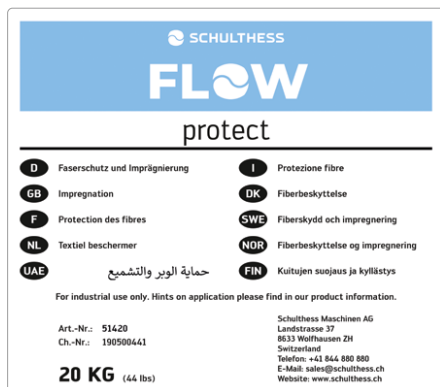 SCHULTHESS
FLOW
protect
D Faserschutz und Imprägnierung
GB Impregnation
F Protection des fibres
NL Textiel beschermer
UAE حماية الوبر والتشميع
I Protezione fibre
DK Fiberbeskyttelse
SWE Fiberskydd och impregnering
NOR Fiberbeskyttelse og impregnering
FIN Kuitujen suojaus ja kyllästys
For industrial use only. Hints on application please find in our product information.
Art.-Nr.: 51420
Ch.-Nr.: 190500441
20 KG (44 lbs)
Schulthess Maschinen AG
Landstrasse 37
8633 Wolfhausen ZH
Switzerland
Telefon: +41 844 880 880
E-Mail: sales@schulthess.ch
Website: www.schulthess.ch